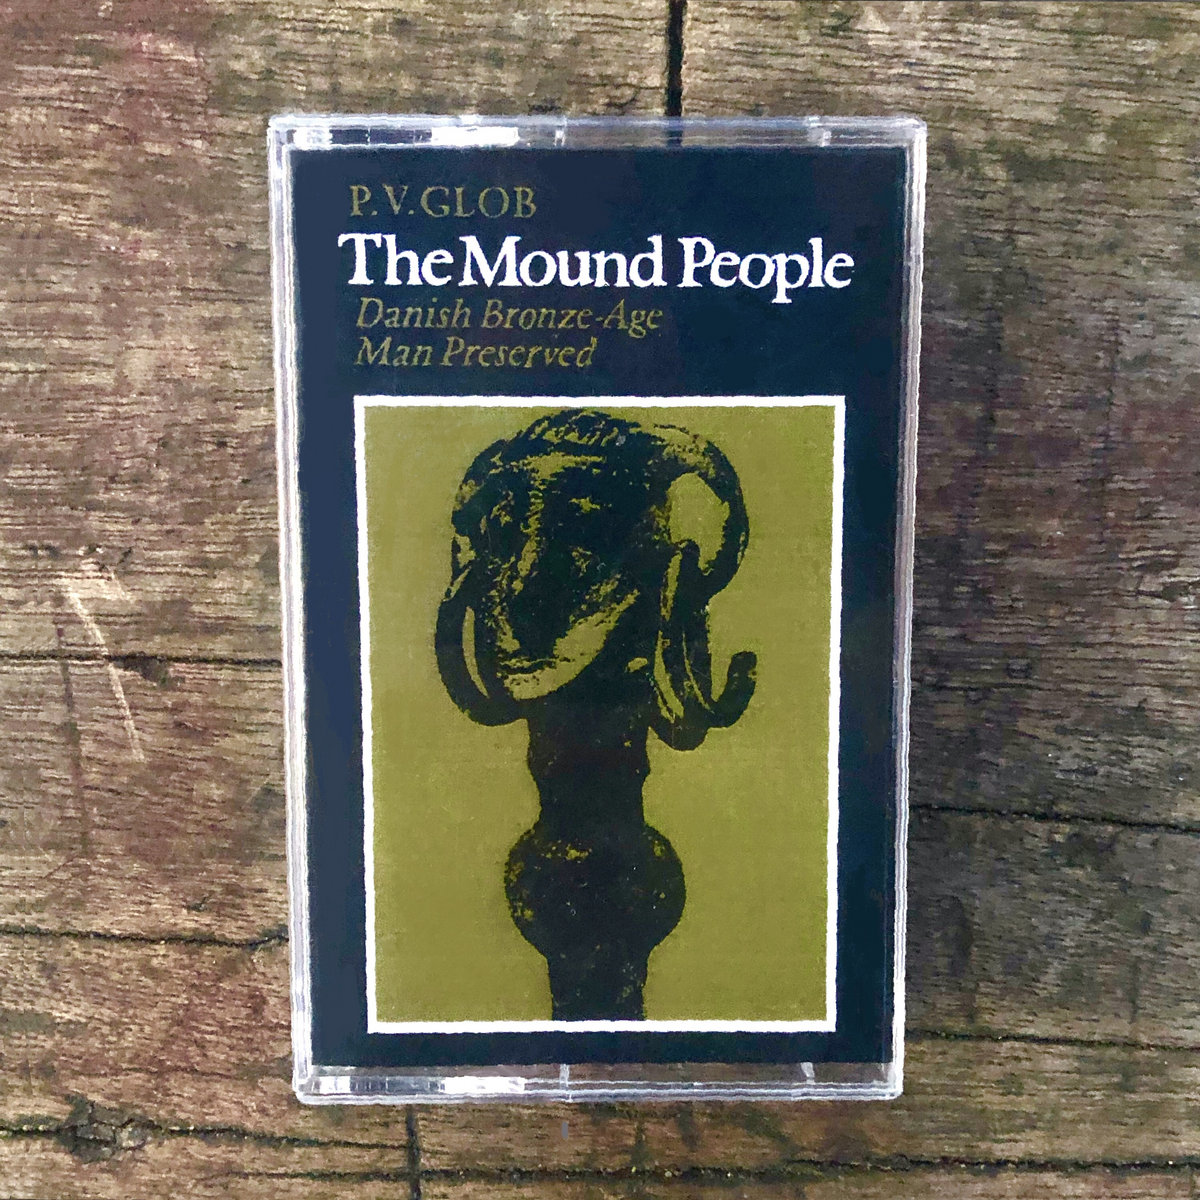 P.V.GLOB
The Mound People
Danish Bronze-Age
Man Preserved